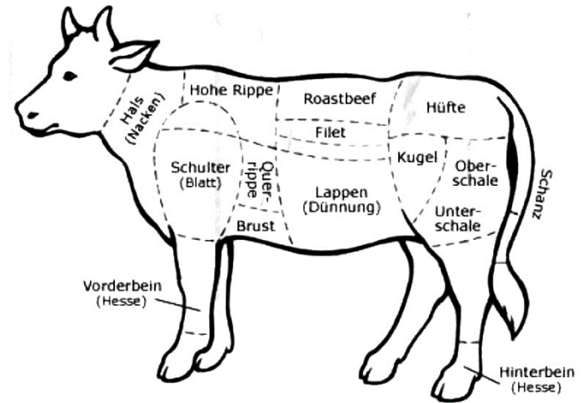 Hals
(Nacken)
Hohe Rippe
Roastbeef
Hüfte
Filet
Schulter
(Blatt)
Quer-
rippe
Kugel
Ober-
schale
Lappen
(Dünnung)
Unter-
schale
Schanz
Brust
Vorderbein
(Hesse)
Hinterbein
(Hesse)